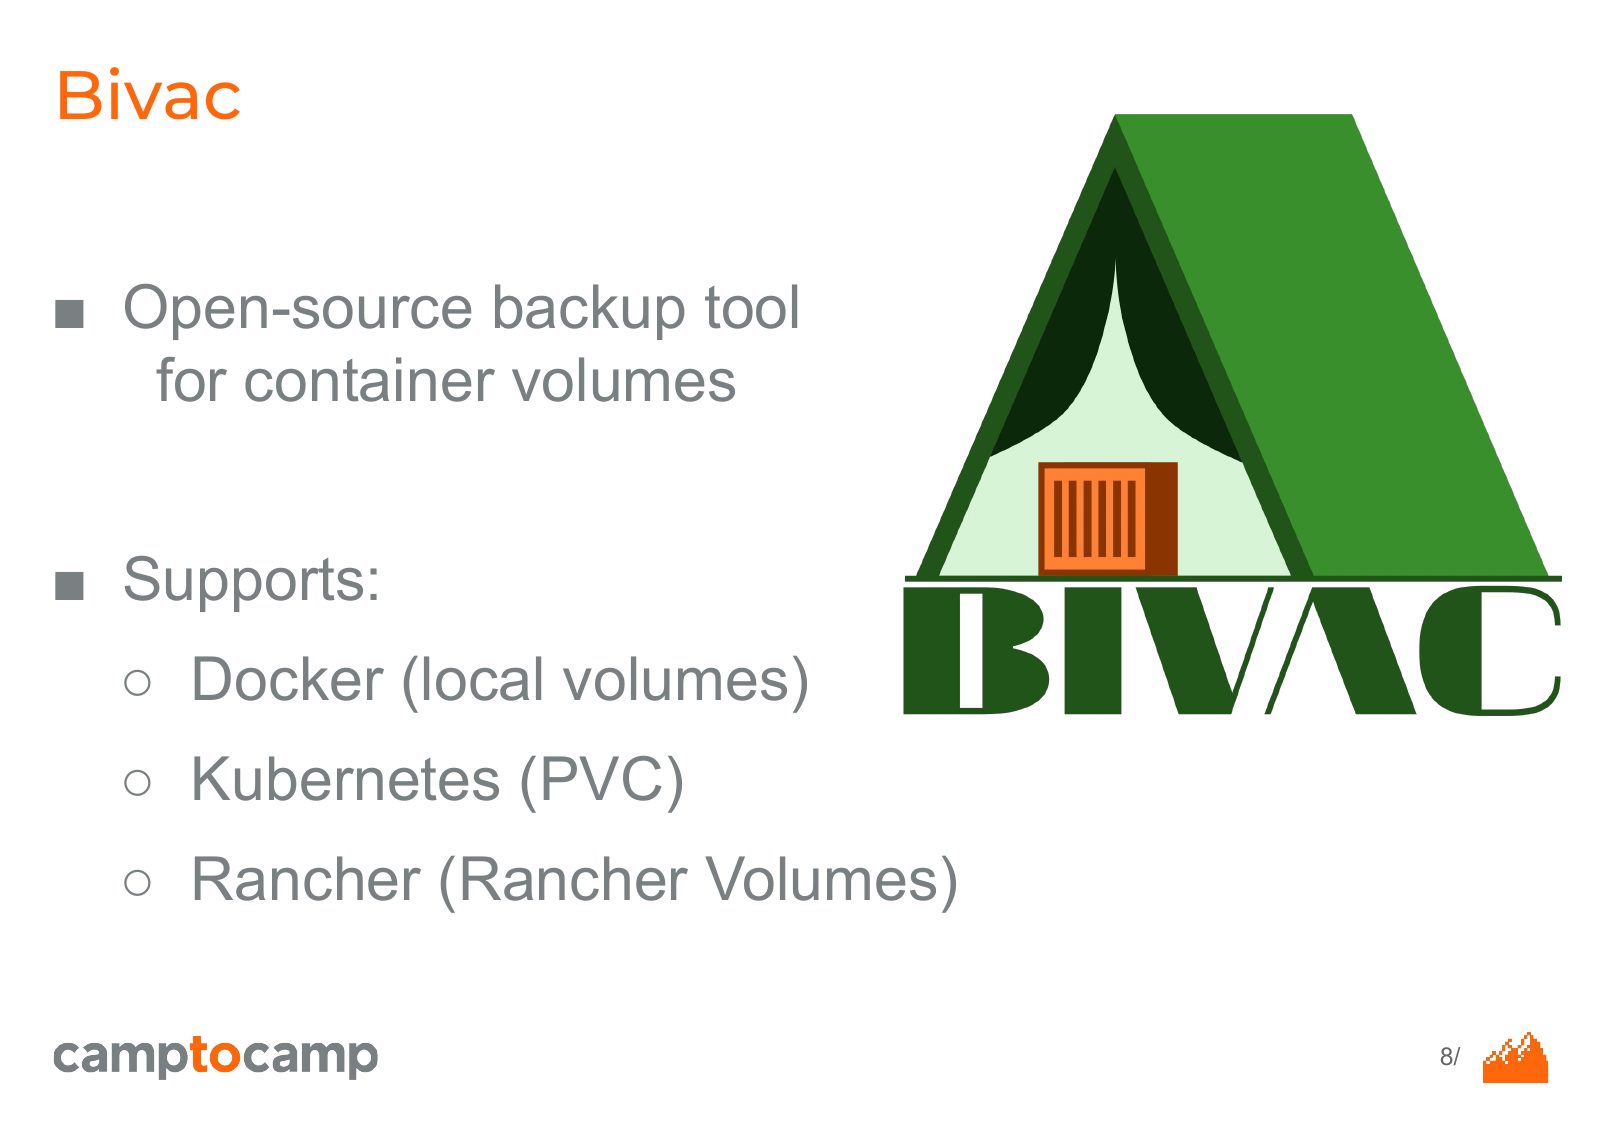 Bivac
■ Open-source backup tool
for container volumes
■ Supports:
○ Docker (local volumes)
○ Kubernetes (PVC)
○ Rancher (Rancher Volumes)
BIVAC
camptocamp
8/